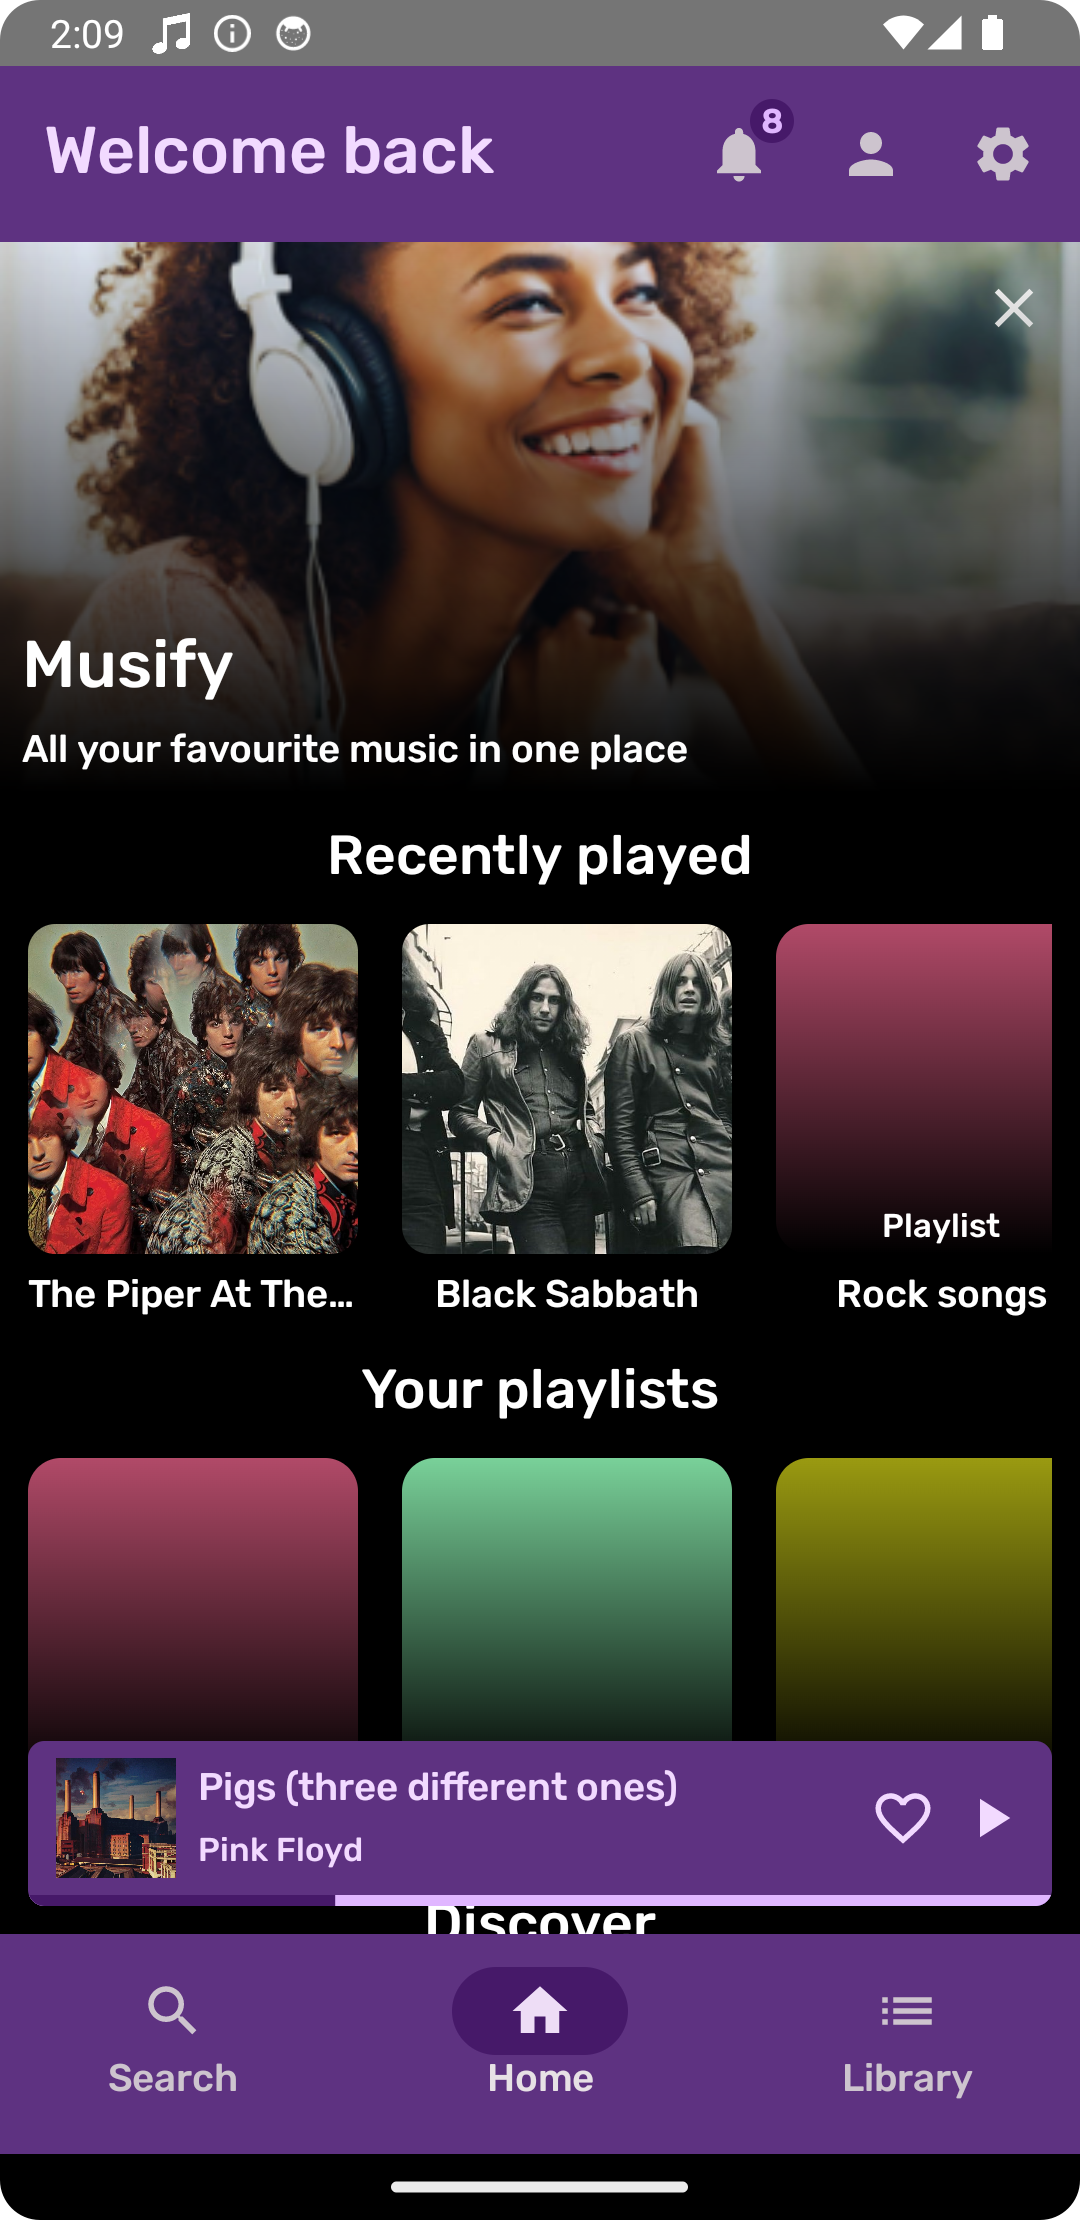 2:09
Welcome back
8
Musify
All your favourite music in one place
Recently played
Playlist
The Piper At The...
Black Sabbath
Rock songs
Your playlists
Pigs (three different ones)
Pink Floyd
Discover
Search
Home
Library